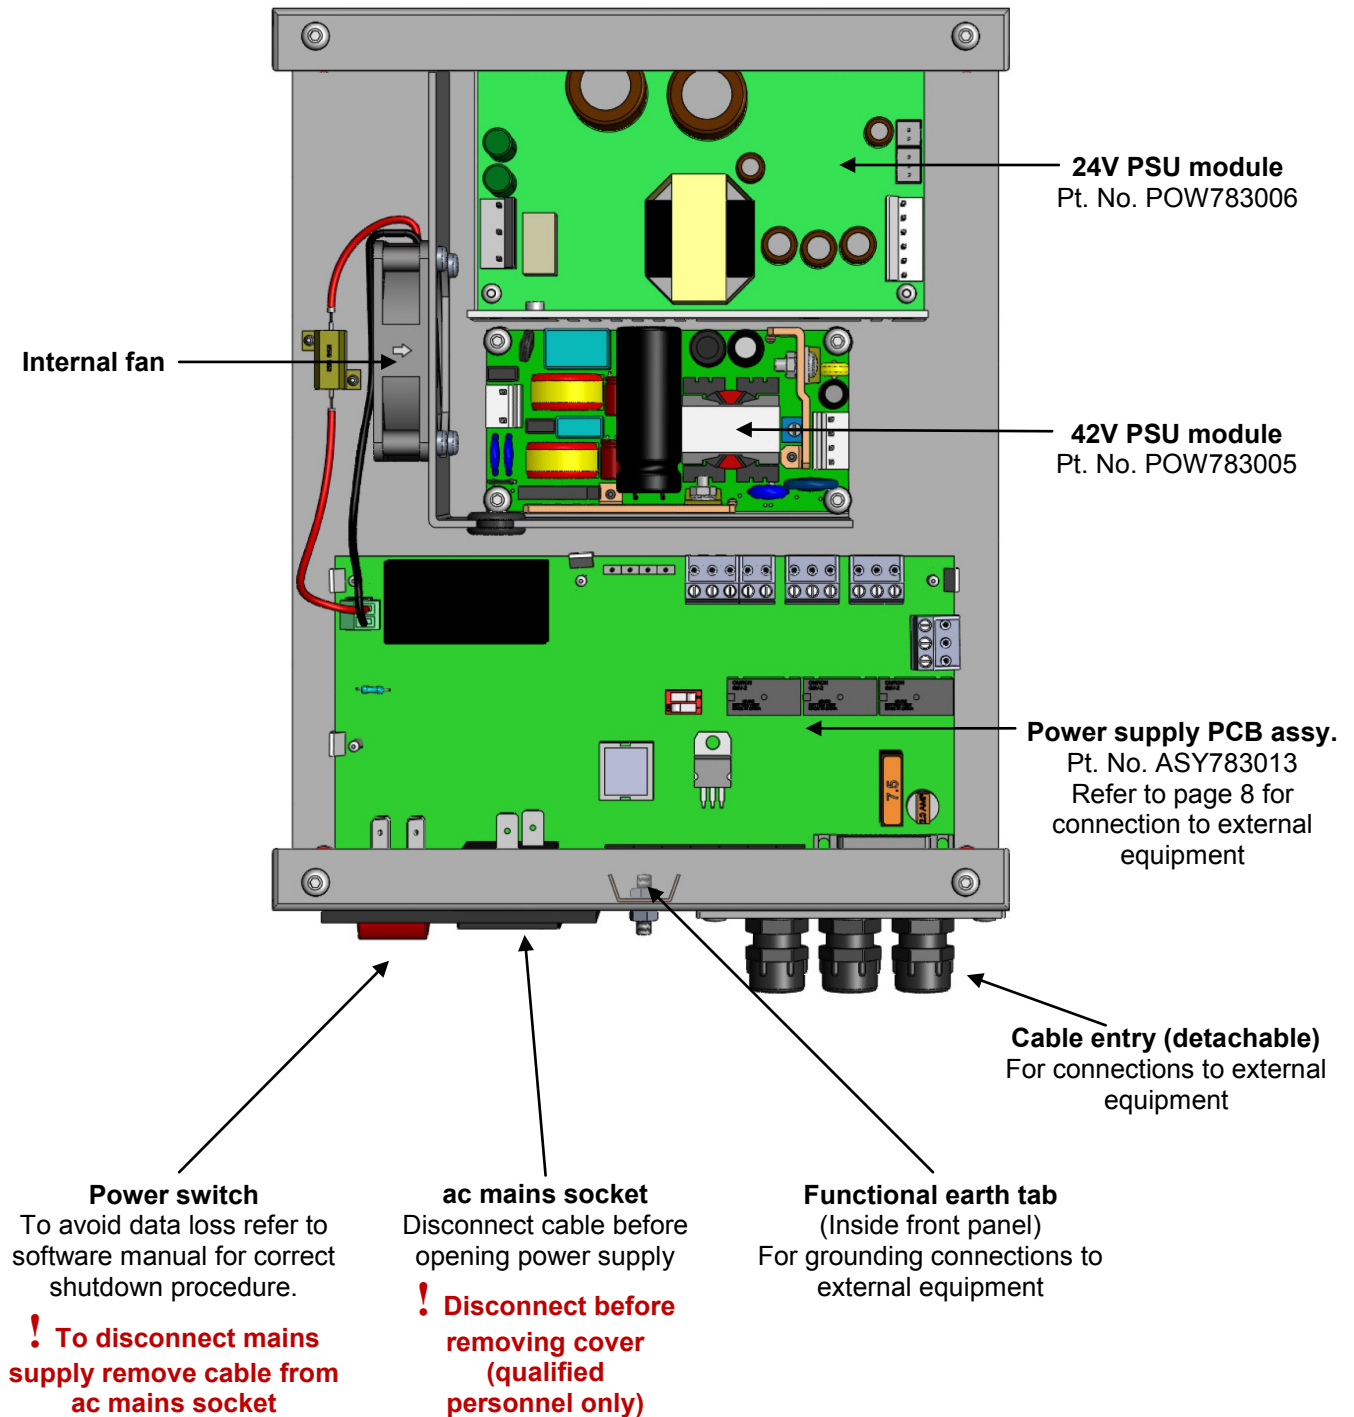 24V PSU module
Pt. No. POW783006
Internal fan
42V PSU module
Pt. No. POW783005
OMRON
OMRON
OMRON
Power supply PCB assy.
Pt. No. ASY783013
Refer to page 8 for
connection to external
equipment
7.5
Cable entry (detachable)
For connections to external
equipment
Power switch
To avoid data loss refer to
software manual for correct
shutdown procedure.
! To disconnect mains
supply remove cable from
ac mains socket
ac mains socket
Disconnect cable before
opening power supply
! Disconnect before
removing cover
(qualified
personnel only)
Functional earth tab
(Inside front panel)
For grounding connections to
external equipment